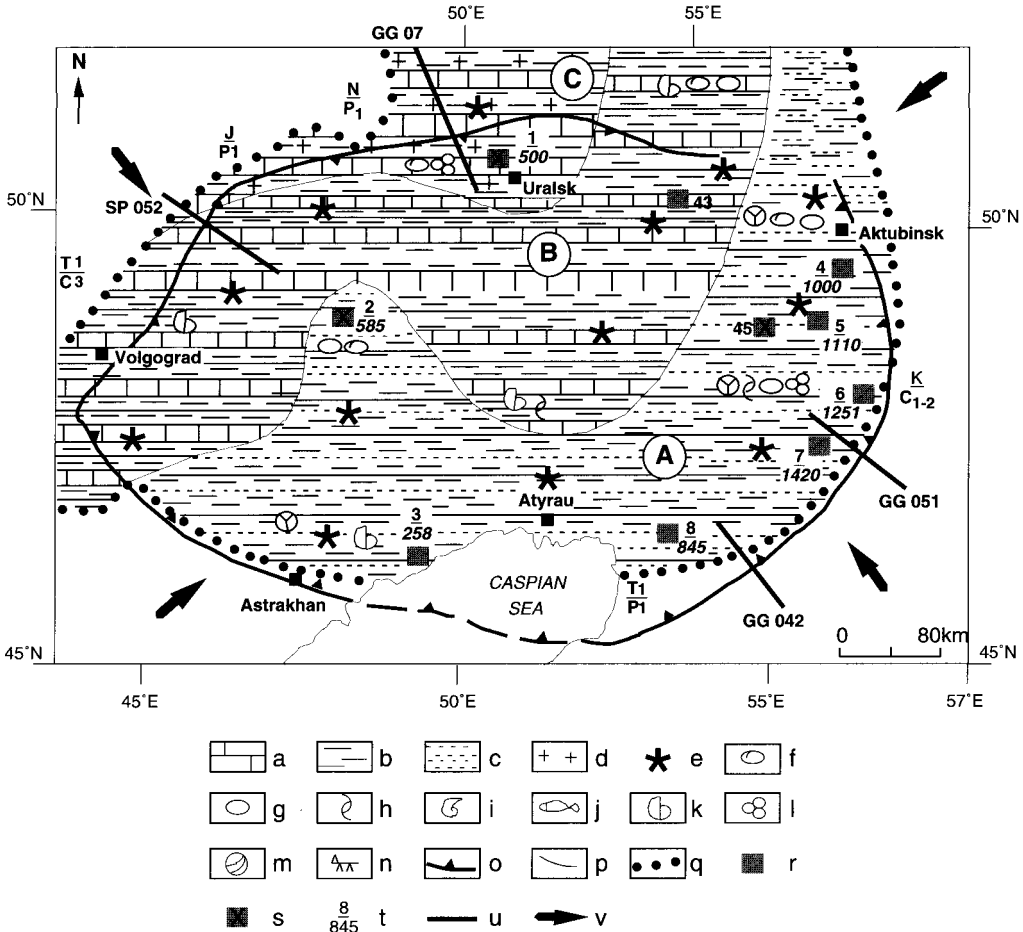 50°E
55°E
GG 07
N
C
N
P1
J
P1
1
500
Uralsk
50°N
SP 052
43
50°N
Aktubinsk
B
T1
C3
4
1000
2
585
45
5
1110
Volgograd
6
1251
K
C1-2
A
7
1420
GG 051
Atyrau
3
258
8
845
CASPIAN
SEA
T1
P1
Astrakhan
GG 042
0 80km
45°N
45°N
45°E
50°E
55°E
57°E
a b c d e f
g h i j k l
m n o p q r
s 8 t u v
845